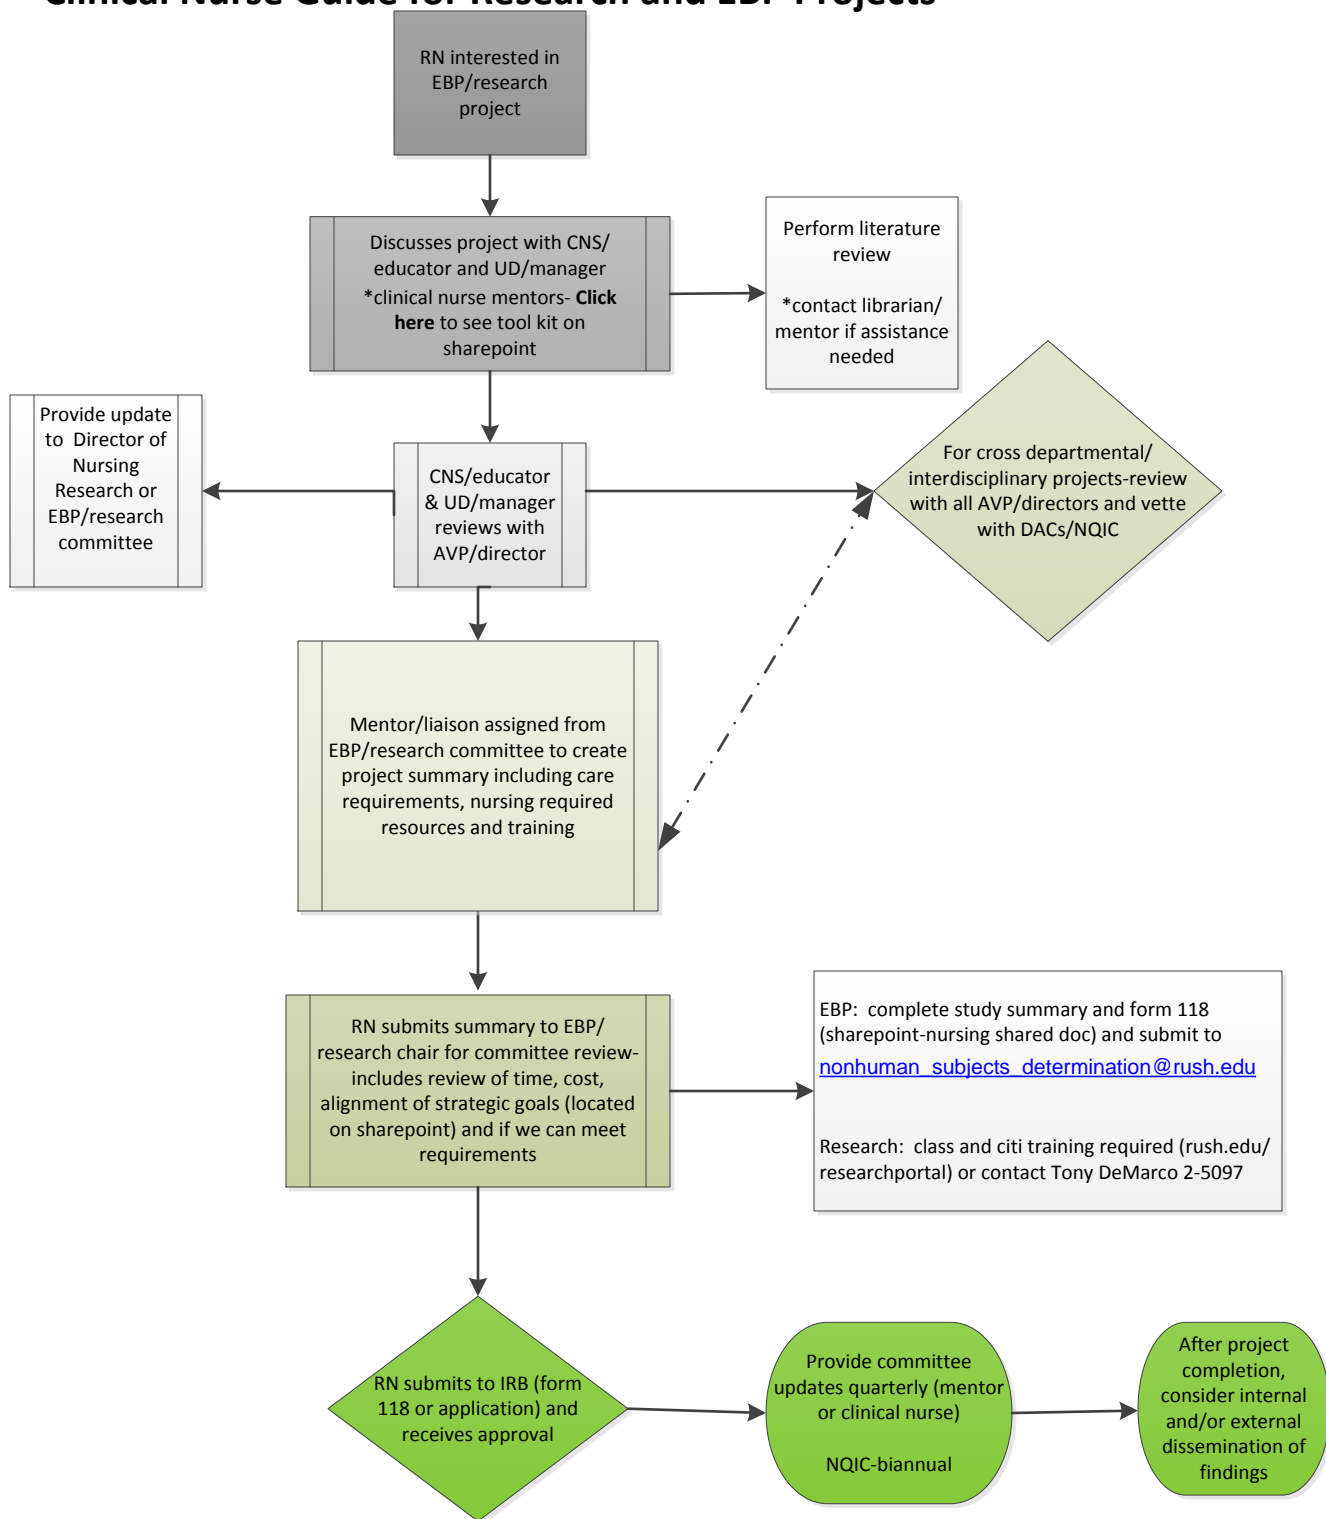 Clinical Nurse Guide for Research and EBP Projects
RN interested in
EBP/research
project
Discusses project with CNS/
educator and UD/manager
*clinical nurse mentors- Click
here to see tool kit on
sharepoint
Perform literature
review
*contact librarian/
mentor if assistance
needed
Provide update
to Director of
Nursing
Research or
EBP/research
committee
CNS/educator
& UD/manager
reviews with
AVP/director
For cross departmental/
interdisciplinary projects-review
with all AVP/directors and vette
with DACs/NQIC
Mentor/liaison assigned from
EBP/research committee to create
project summary including care
requirements, nursing required
resources and training
RN submits summary to EBP/
research chair for committee review-
includes review of time, cost,
alignment of strategic goals (located
on sharepoint) and if we can meet
requirements
EBP: complete study summary and form 118
(sharepoint-nursing shared doc) and submit to
nonhuman_subjects_determination@rush.edu
Research: class and citi training required (rush.edu/
researchportal) or contact Tony DeMarco 2-5097
RN submits to IRB (form
118 or application) and
receives approval
Provide committee
updates quarterly (mentor
or clinical nurse)
NQIC-biannual
After project
completion,
consider internal
and/or external
dissemination of
findings